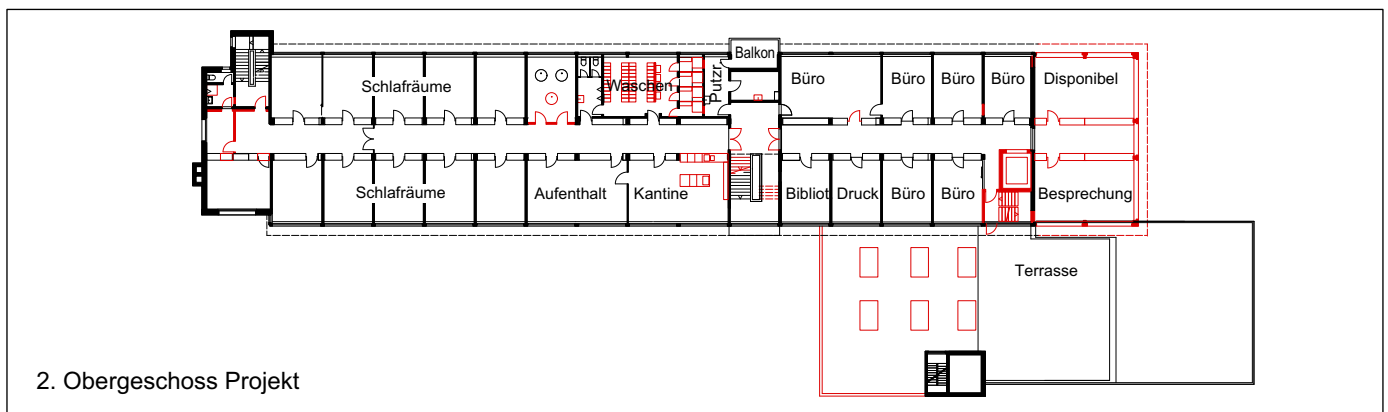 Balkon
Schlafräume
Waschen
Putzr.
Büro
Büro
Büro
Büro
Disponibel
Schlafräume
Aufenthalt
Kantine
Bibliot
Druck
Büro
Büro
Besprechung
Terrasse
2. Obergeschoss Projekt